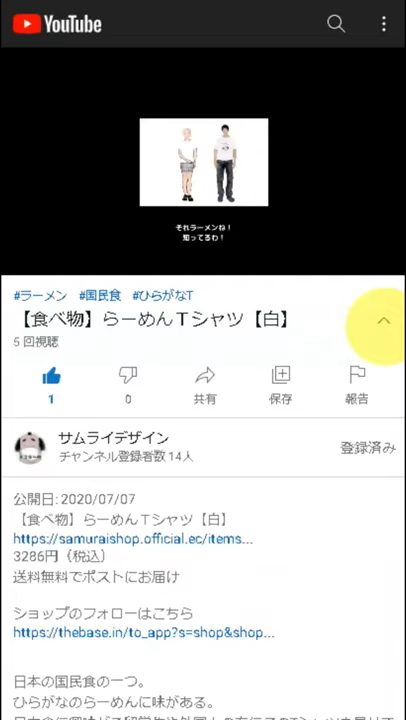 YouTube
それラーメンね！
知ってるわ！
#ラーメン #国民食 #ひらがなT
【食べ物】らーめんＴシャツ【白】
5 回視聴
1
0
共有
保存
報告
サムライデザイン
チャンネル登録者数 14人
登録済み
公開日: 2020/07/07
【食べ物】らーめんＴシャツ【白】
https://samuraishop.official.ec/items...
3286円（税込）
送料無料でポストにお届け
ショップのフォローはこちら
https://thebase.in/to_app?s=shop&shop...
日本の国民食の一つ。
ひらがなのらーめんに味がある。